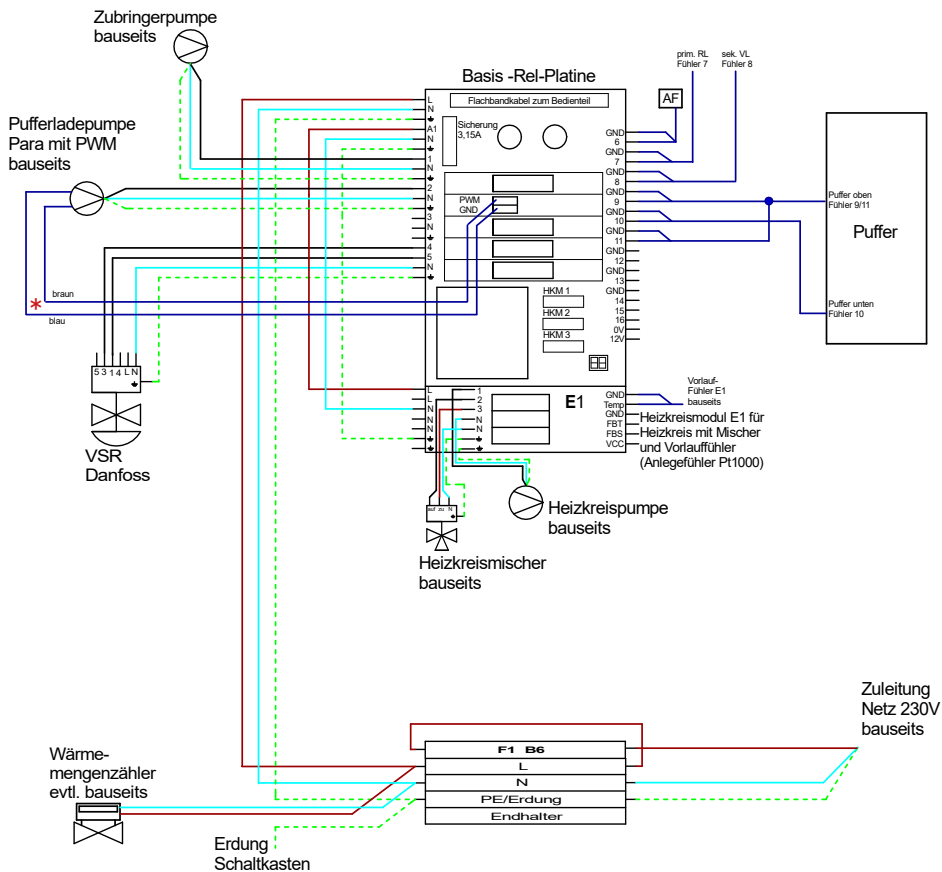 Zubringerpumpe
bauseits
Pufferladepumpe
Para mit PWM
bauseits
Basis -Rel-Platine
Flachbandkabel zum Bedienteil
Sicherung
3,15A
L
N
A1
N
1
N
2
N
3
N
4
5
N
PWM
GND
HKM 1
HKM 2
HKM 3
GND
6
GND
7
GND
8
GND
9
GND
10
GND
11
GND
12
GND
13
GND
14
15
16
0V
12V
prim. RL
Fühler 7
sek. VL
Fühler 8
AF
Puffer oben
Fühler 9/11
Puffer
Puffer unten
Fühler 10
*
braun
blau
5 3 1 4 L N
VSR
Danfoss
L
L
N
N
N
1
2
3
N
N
E1
GND
Temp
GND
FBT
FBS
VCC
Vorlauf-
Fühler E1
bauseits
Heizkreismodul E1 für
Heizkreis mit Mischer
und Vorlauffühler
(Anlegefühler Pt1000)
auf zu N
Heizkreispumpe
bauseits
Heizkreismischer
bauseits
Zuleitung
Netz 230V
bauseits
F1 B6
L
N
PE/Erdung
Endhalter
Wärme-
mengenzähler
evtl. bauseits
Erdung
Schaltkasten